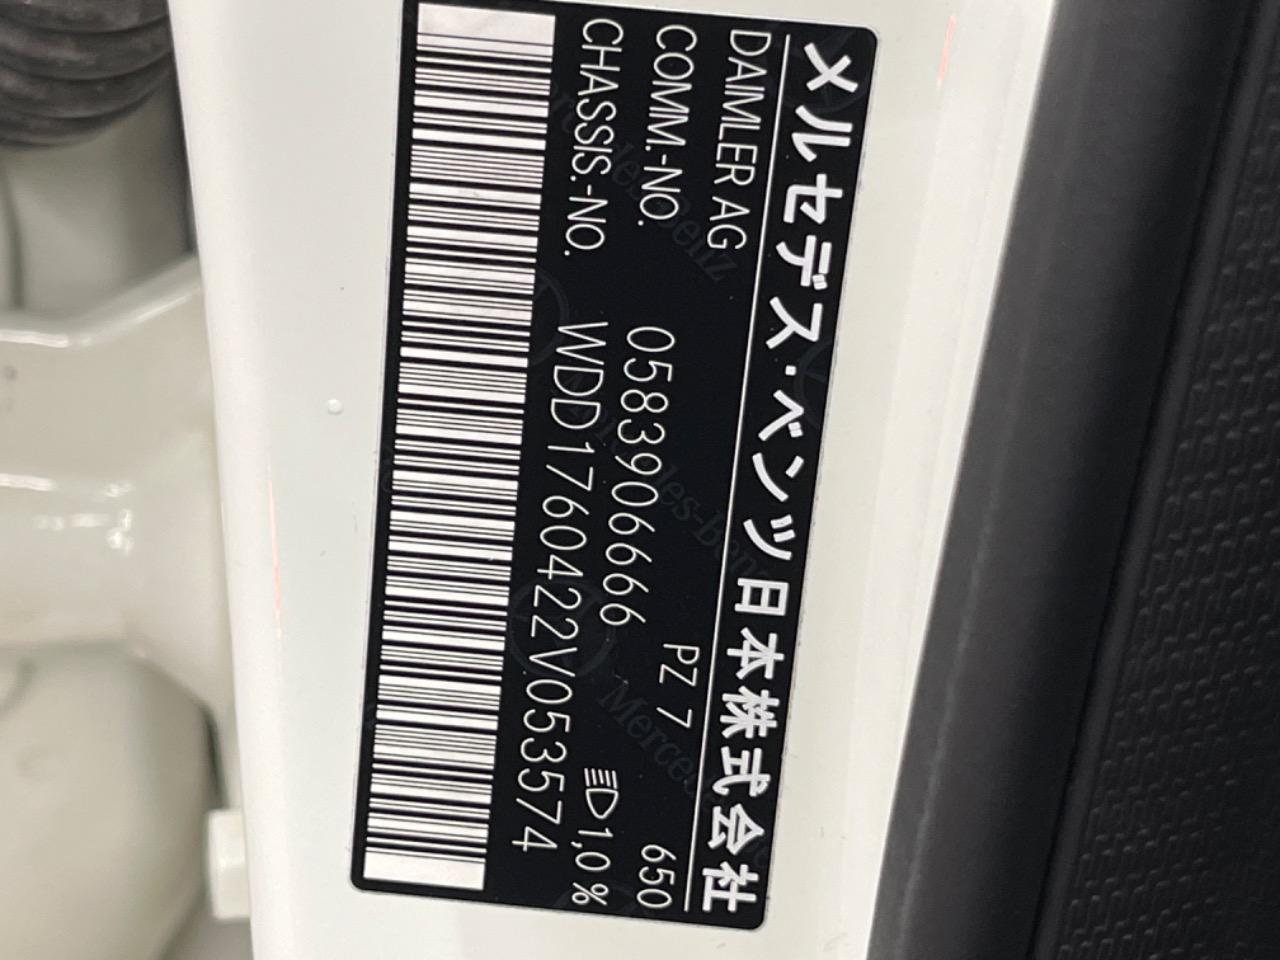 メルセデス・ベンツ日本株式会社
DAIMLER AG PZ 7 650
COMM.-NO. 0583906666
CHASSIS.-NO. WDD1760422V053574 1,0 %